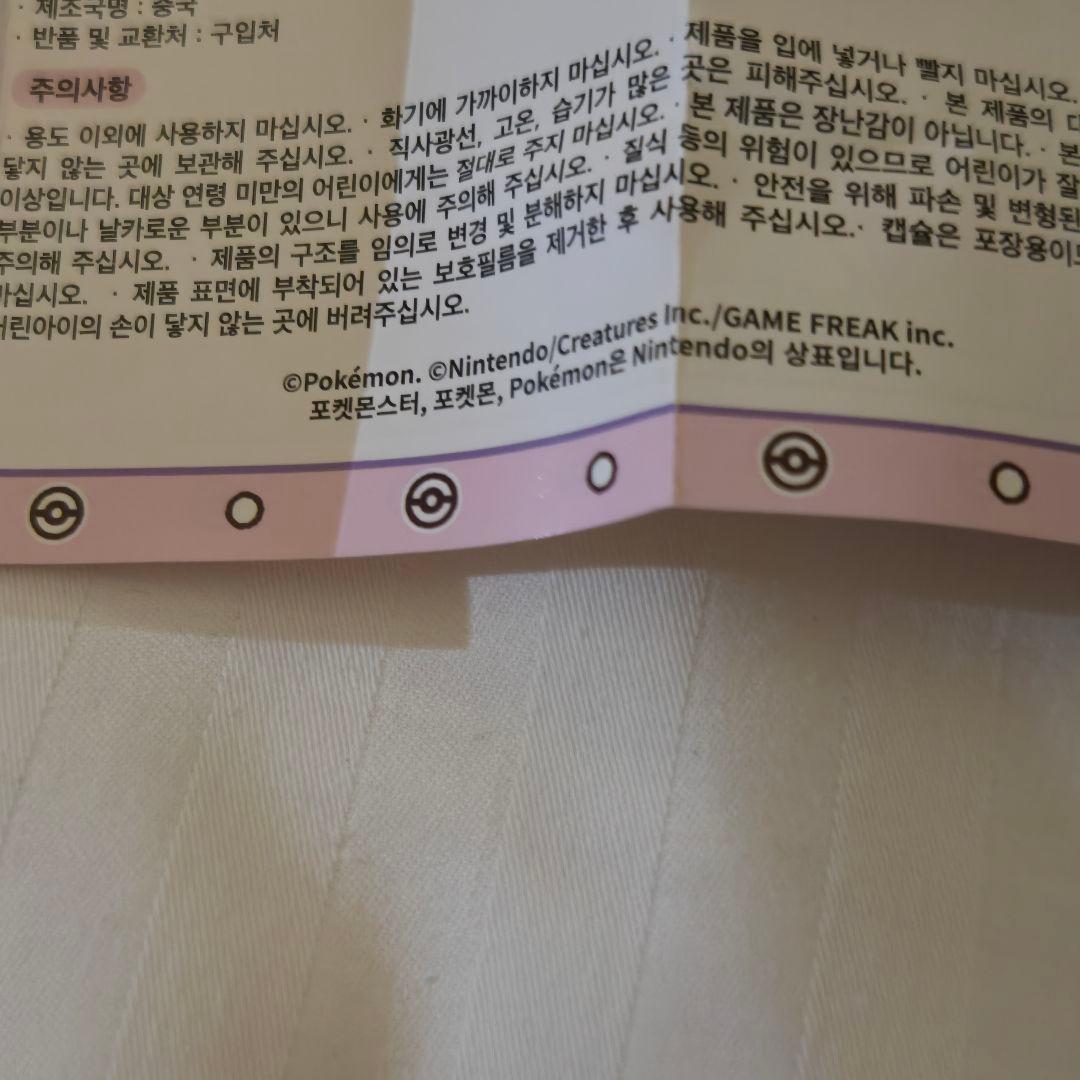 · 제조국명 : 중국
· 반품 및 교환처 : 구입처
주의사항
· 용도 이외에 사용하지 마십시오. · 화기에 가까이하지 마십시오. · 제품을 입에 넣거나 빨지 마십시오.
닿지 않는 곳에 보관해 주십시오. · 직사광선, 고온, 습기가 많은 곳은 피해주십시오. · 본 제품의
이상입니다. 대상 연령 미만의 어린이에게는 절대로 주지 마십시오. · 본 제품은 장난감이 아닙니다. · 본
부분이나 날카로운 부분이 있으니 사용에 주의해 주십시오. · 질식 등의 위험이 있으므로 어린이가 잘
주의해 주십시오. · 제품의 구조를 임의로 변경 및 분해하지 마십시오. · 안전을 위해 파손 및 변형된
마십시오. · 제품 표면에 부착되어 있는 보호필름을 제거한 후 사용해 주십시오. · 캡슐은 포장용이
어린아이의 손이 닿지 않는 곳에 버려주십시오.
©Pokémon. ©Nintendo/Creatures Inc./GAME FREAK inc.
포켓몬스터, 포켓몬, Pokémon은 Nintendo의 상표입니다.